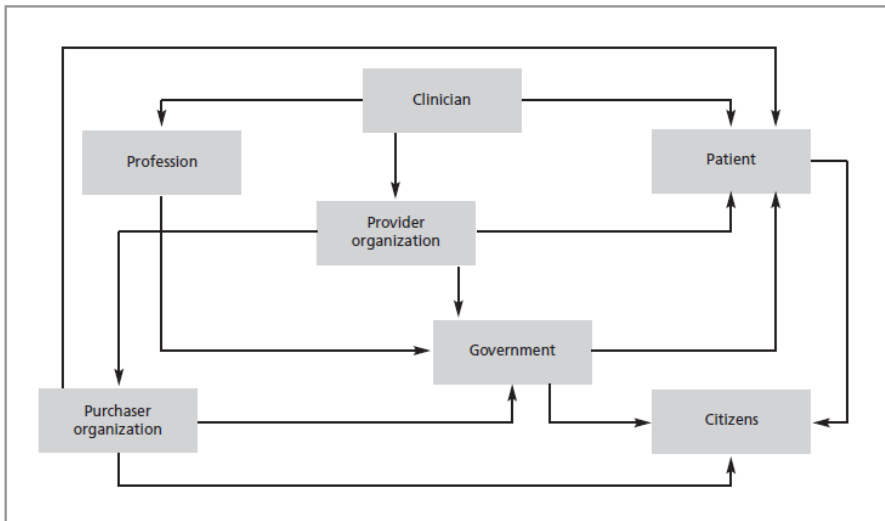 Clinician
Profession
Patient
Provider
organization
Government
Purchaser
organization
Citizens